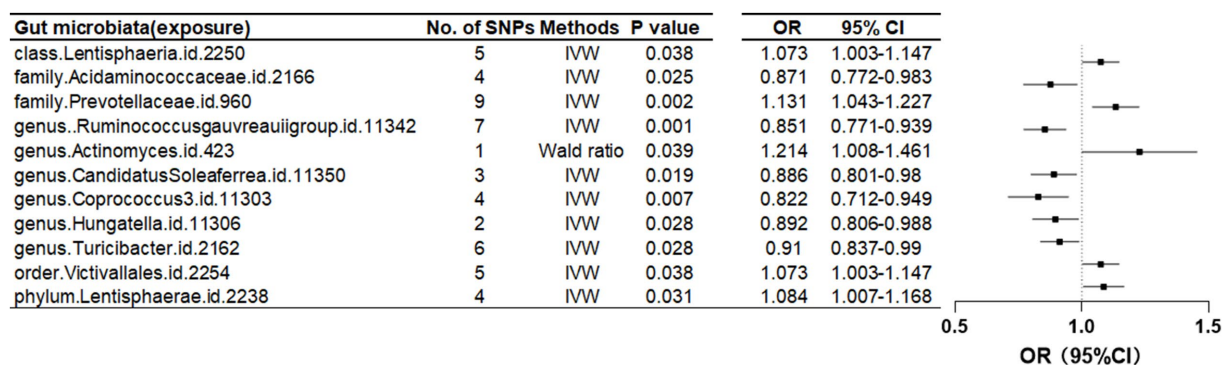 Gut microbiata(exposure) No. of SNPs Methods P value OR 95% CI
class.Lentisphaeria.id.2250 5 IVW 0.038 1.073 1.003-1.147
family.Acidaminococcaceae.id.2166 4 IVW 0.025 0.871 0.772-0.983
family.Prevotellaceae.id.960 9 IVW 0.002 1.131 1.043-1.227
genus..Ruminococcusgauvreauiigroup.id.11342 7 IVW 0.001 0.851 0.771-0.939
genus.Actinomyces.id.423 1 Wald ratio 0.039 1.214 1.008-1.461
genus.CandidatusSoleaferrea.id.11350 3 IVW 0.019 0.886 0.801-0.98
genus.Coprococcus3.id.11303 4 IVW 0.007 0.822 0.712-0.949
genus.Hungatella.id.11306 2 IVW 0.028 0.892 0.806-0.988
genus.Turicibacter.id.2162 6 IVW 0.028 0.91 0.837-0.99
order.Victivallales.id.2254 5 IVW 0.038 1.073 1.003-1.147
phylum.Lentisphaerae.id.2238 4 IVW 0.031 1.084 1.007-1.168
0.5 1.0 1.5
OR (95%CI)